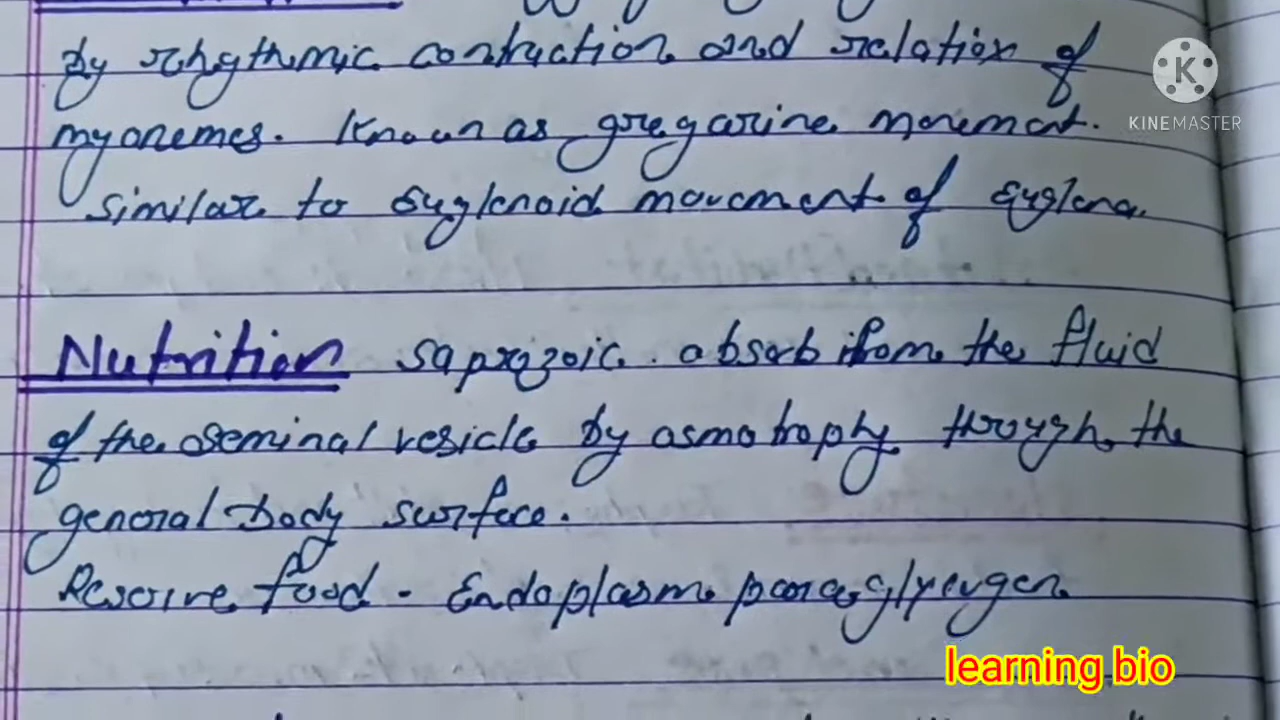 by rhythmic contruction and relation of
myonemes. Known as gregarine movement.
similar to Euglenoid movement of Euglena.
Nutrition saprozoic. absorb from the fluid
of the seminal vesicle by osmotrophy through the
general body surface.
Reserve food - Endoplasm paraglycogen
K
KINEMASTER
learning bio